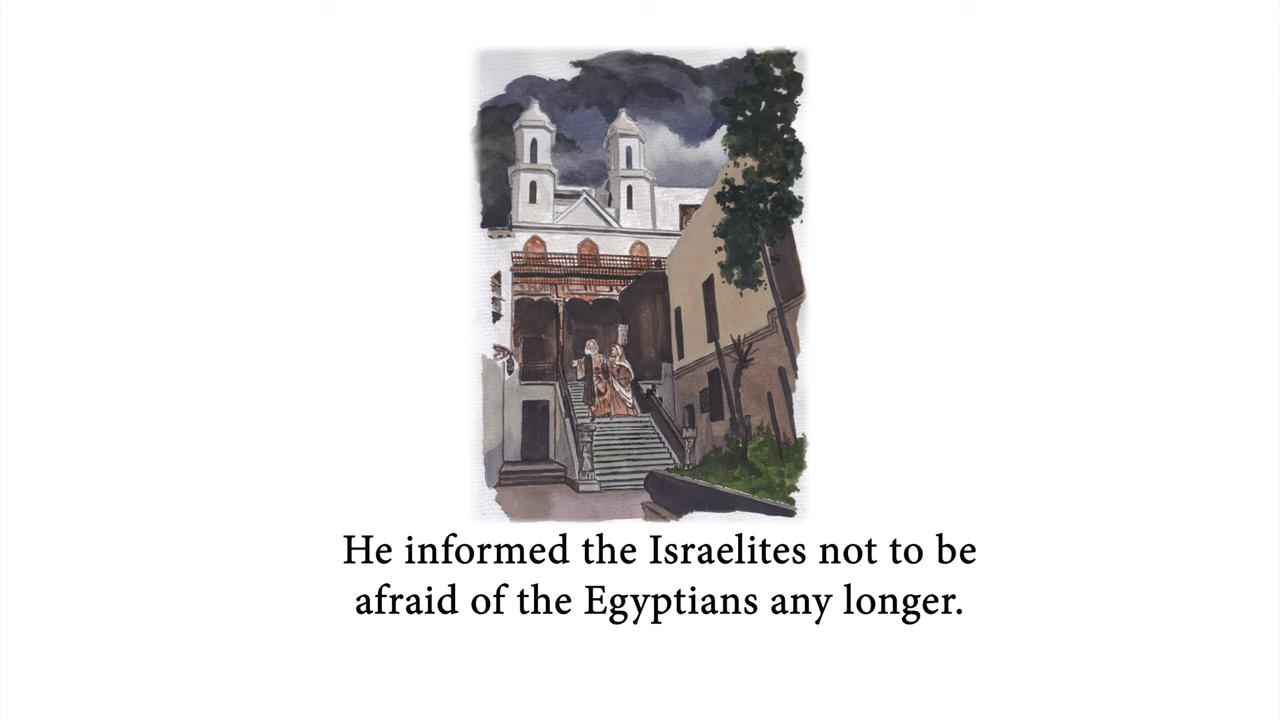 He informed the Israelites not to be
afraid of the Egyptians any longer.